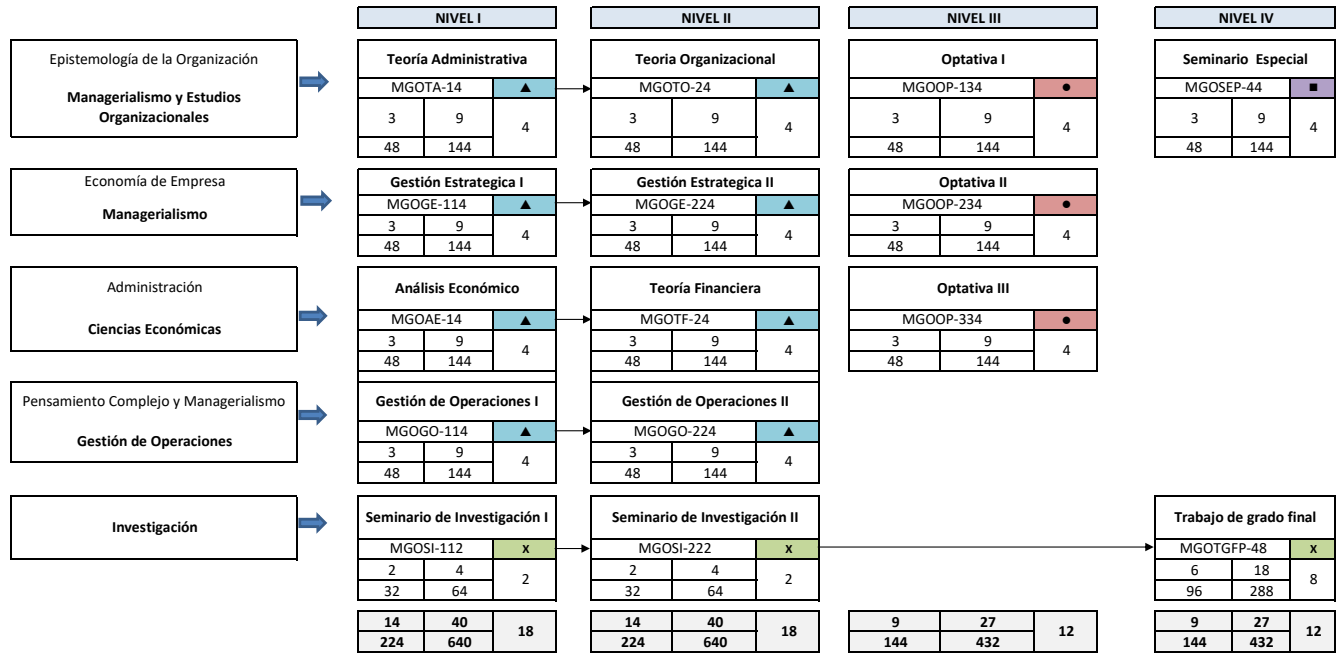 NIVEL I NIVEL II NIVEL III NIVEL IV
Epistemología de la Organización
Managerialismo y Estudios
Organizacionales
Teoría Administrativa
MGOTA-14 ▲
3 9 4
48 144
Teoria Organizacional
MGOTO-24 ▲
3 9 4
48 144
Optativa I
MGOOP-134 ●
3 9 4
48 144
Seminario Especial
MGOSEP-44 ■
3 9 4
48 144
Economía de Empresa
Managerialismo
Gestión Estrategica I
MGOGE-114 ▲
3 9 4
48 144
Gestión Estrategica II
MGOGE-224 ▲
3 9 4
48 144
Optativa II
MGOOP-234 ●
3 9 4
48 144
Administración
Ciencias Económicas
Análisis Económico
MGOAE-14 ▲
3 9 4
48 144
Teoría Financiera
MGOTF-24 ▲
3 9 4
48 144
Optativa III
MGOOP-334 ●
3 9 4
48 144
Pensamiento Complejo y Managerialismo
Gestión de Operaciones
Gestión de Operaciones I
MGOGO-114 ▲
3 9 4
48 144
Gestión de Operaciones II
MGOGO-224 ▲
3 9 4
48 144
Investigación
Seminario de Investigación I
MGOSI-112 X
2 4 2
32 64
Seminario de Investigación II
MGOSI-222 X
2 4 2
32 64
Trabajo de grado final
MGOTGFP-48 X
6 18 8
96 288
14 40 18
224 640
14 40 18
224 640
9 27 12
144 432
9 27 12
144 432